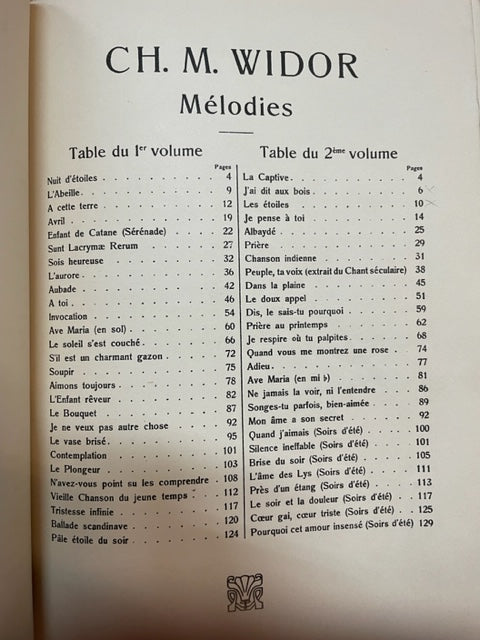 CH. M. WIDOR
Mélodies
Table du 1er volume
Pages
Nuit d'étoiles . . . . . . . . . . 4
L'Abeille . . . . . . . . . . 9
A cette terre . . . . . . . . . . 12
Avril . . . . . . . . . . 19
Enfant de Catane (Sérénade) . . . . 22
Sunt Lacrymæ Rerum . . . . . . 27
Sois heureuse . . . . . . . . 32
L'aurore . . . . . . . . . . 36
Aubade . . . . . . . . . . 42
A toi . . . . . . . . . . 46
Invocation . . . . . . . . . . 54
Ave Maria (en sol) . . . . . . . 60
Le soleil s'est couché . . . . . . 66
S'il est un charmant gazon . . . . . 72
Soupir . . . . . . . . . . 75
Aimons toujours . . . . . . . . 78
L'Enfant rêveur . . . . . . . . 82
Le Bouquet . . . . . . . . . 87
Je ne veux pas autre chose . . . . 92
Le vase brisé . . . . . . . . . 95
Contemplation . . . . . . . . 101
Le Plongeur . . . . . . . . . 103
N'avez-vous point su les comprendre . 108
Vieille Chanson du jeune temps . . . 112
Tristesse infinie . . . . . . . . 117
Ballade scandinave . . . . . . . 120
Pâle étoile du soir . . . . . . . 124
Table du 2ème volume
Pages
La Captive . . . . . . . . . . 4
J'ai dit aux bois . . . . . . . . 6
Les étoiles . . . . . . . . . 10
Je pense à toi . . . . . . . . 14
Albaydé . . . . . . . . . . 25
Prière . . . . . . . . . . 29
Chanson indienne . . . . . . . 31
Peuple, ta voix (extrait du Chant séculaire) 38
Dans la plaine . . . . . . . . 45
Le doux appel . . . . . . . . 51
Dis, le sais-tu pourquoi . . . . . 59
Prière au printemps . . . . . . 62
Je respire où tu palpites . . . . . 68
Quand vous me montrez une rose . . . 74
Adieu . . . . . . . . . . 77
Ave Maria (en mi ♭) . . . . . . 81
Ne jamais la voir, ni l'entendre . . . 86
Songes-tu parfois, bien-aimée . . . 89
Mon âme a son secret . . . . . . 92
Quand j'aimais (Soirs d'été) . . . . 100
Silence ineffable (Soirs d'été) . . . . 101
Brise du soir (Soirs d'été) . . . . 105
L'âme des Lys (Soirs d'été) . . . . 111
Près d'un étang (Soirs d'été) . . . . 113
Le soir et la douleur (Soirs d'été) . . 117
Cœur gai, cœur triste (Soirs d'été) . . 125
Pourquoi cet amour insensé (Soirs d'été) 129